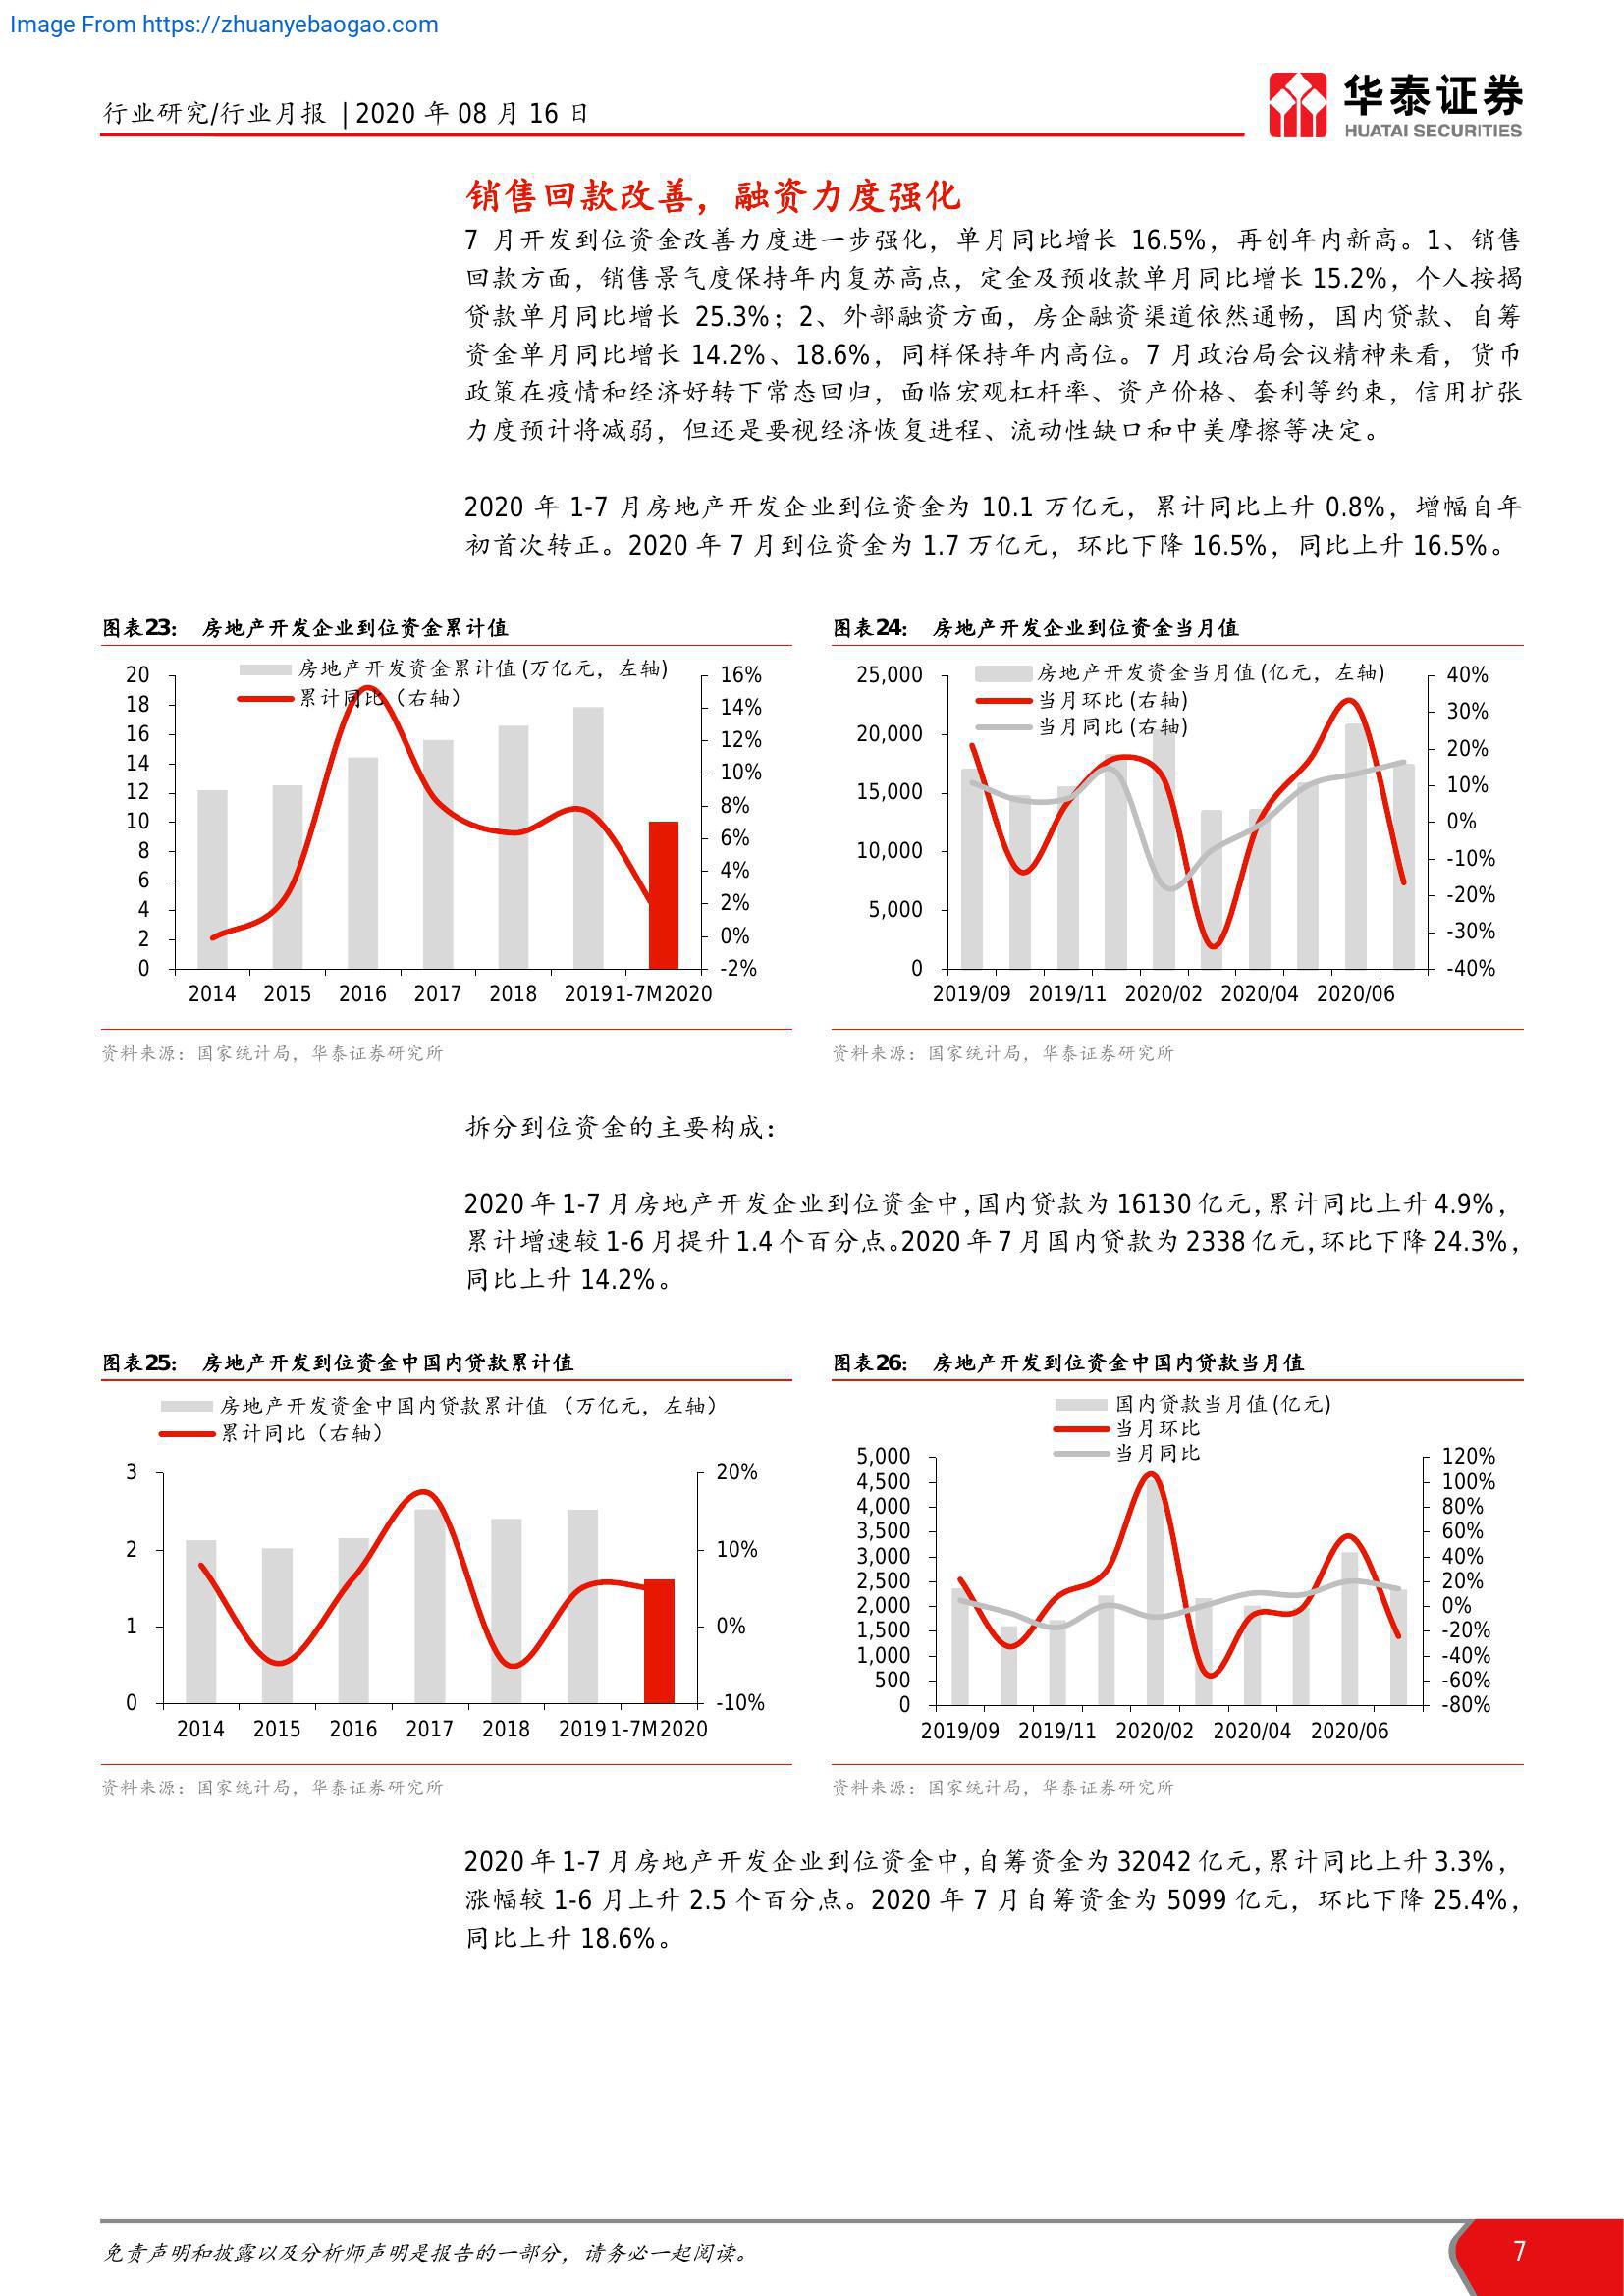 Image From https://zhuanyebaogao.com
行业研究/行业月报 | 2020 年 08 月 16 日
华泰证券
HUATAI SECURITIES
销售回款改善，融资力度强化
7 月开发到位资金改善力度进一步强化，单月同比增长 16.5%，再创年内新高。1、销售
回款方面，销售景气度保持年内复苏高点，定金及预收款单月同比增长 15.2%，个人按揭
贷款单月同比增长 25.3%；2、外部融资方面，房企融资渠道依然通畅，国内贷款、自筹
资金单月同比增长 14.2%、18.6%，同样保持年内高位。7 月政治局会议精神来看，货币
政策在疫情和经济好转下常态回归，面临宏观杠杆率、资产价格、套利等约束，信用扩张
力度预计将减弱，但还是要视经济恢复进程、流动性缺口和中美摩擦等决定。
2020 年 1-7 月房地产开发企业到位资金为 10.1 万亿元，累计同比上升 0.8%，增幅自年
初首次转正。2020 年 7 月到位资金为 1.7 万亿元，环比下降 16.5%，同比上升 16.5%。
图表23： 房地产开发企业到位资金累计值
房地产开发资金累计值(万亿元，左轴)
累计同比（右轴）
20
18
16
14
12
10
8
6
4
2
0
16%
14%
12%
10%
8%
6%
4%
2%
0%
-2%
2014 2015 2016 2017 2018 2019 1-7M2020
资料来源：国家统计局，华泰证券研究所
图表24： 房地产开发企业到位资金当月值
房地产开发资金当月值(亿元，左轴)
当月环比(右轴)
当月同比(右轴)
25,000
20,000
15,000
10,000
5,000
0
40%
30%
20%
10%
0%
-10%
-20%
-30%
-40%
2019/09 2019/11 2020/02 2020/04 2020/06
资料来源：国家统计局，华泰证券研究所
拆分到位资金的主要构成：
2020 年 1-7 月房地产开发企业到位资金中,国内贷款为 16130 亿元,累计同比上升 4.9%,
累计增速较 1-6 月提升 1.4 个百分点。2020 年 7 月国内贷款为 2338 亿元,环比下降 24.3%,
同比上升 14.2%。
图表25： 房地产开发到位资金中国内贷款累计值
房地产开发资金中国内贷款累计值（万亿元，左轴）
累计同比（右轴）
3
2
1
0
20%
10%
0%
-10%
2014 2015 2016 2017 2018 2019 1-7M2020
资料来源：国家统计局，华泰证券研究所
图表26： 房地产开发到位资金中国内贷款当月值
国内贷款当月值(亿元)
当月环比
当月同比
5,000
4,500
4,000
3,500
3,000
2,500
2,000
1,500
1,000
500
0
120%
100%
80%
60%
40%
20%
0%
-20%
-40%
-60%
-80%
2019/09 2019/11 2020/02 2020/04 2020/06
资料来源：国家统计局，华泰证券研究所
2020 年 1-7 月房地产开发企业到位资金中,自筹资金为 32042 亿元,累计同比上升 3.3%,
涨幅较 1-6 月上升 2.5 个百分点。2020 年 7 月自筹资金为 5099 亿元，环比下降 25.4%,
同比上升 18.6%。
免责声明和披露以及分析师声明是报告的一部分，请务必一起阅读。
7